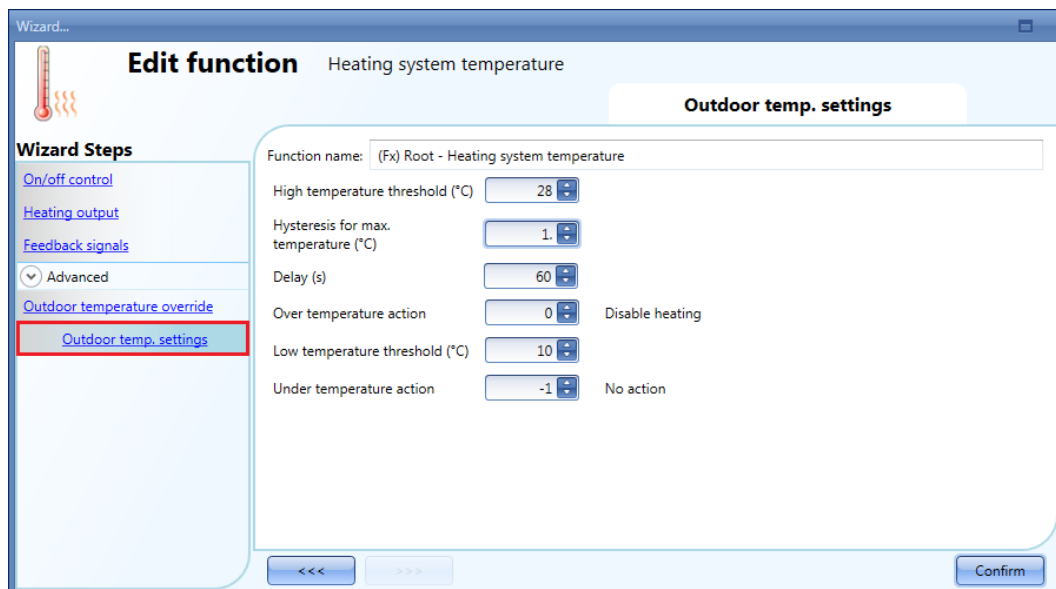 Wizard...
Edit function Heating system temperature
Outdoor temp. settings
Wizard Steps
On/off control
Heating output
Feedback signals
Advanced
Outdoor temperature override
Outdoor temp. settings
Function name: (Fx) Root - Heating system temperature
High temperature threshold (°C) 28
Hysteresis for max.
temperature (°C) 1.
Delay (s) 60
Over temperature action 0 Disable heating
Low temperature threshold (°C) 10
Under temperature action -1 No action
<<< >>> Confirm